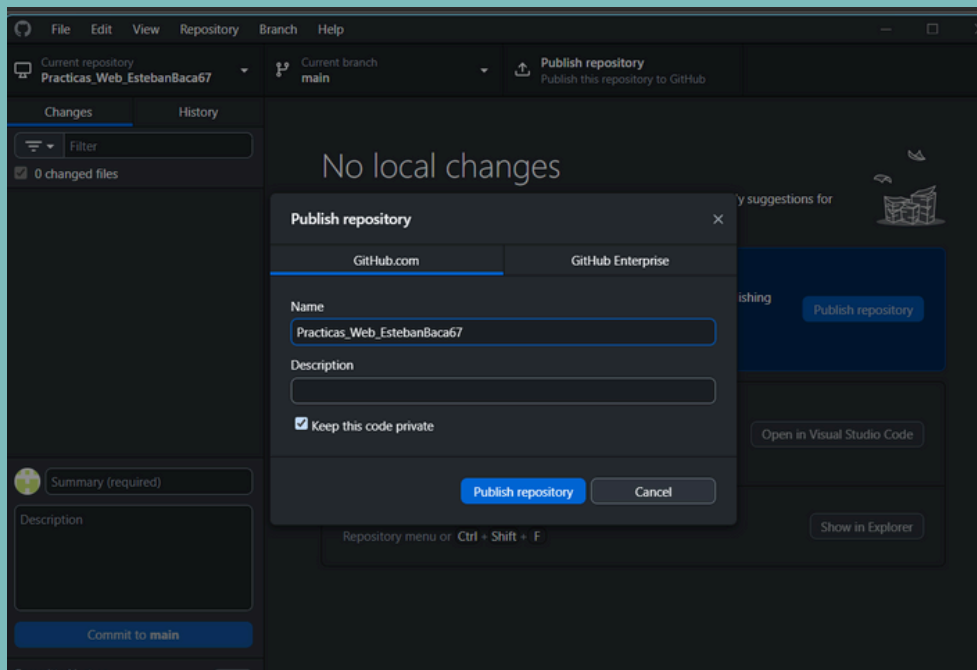 File Edit View Repository Branch Help
Current repository
Practicas_Web_EstebanBaca67
Current branch
main
Publish repository
Publish this repository to GitHub
Changes History
Filter
0 changed files
No local changes
y suggestions for
Publish repository
GitHub.com GitHub Enterprise
Name
Practicas_Web_EstebanBaca67
Description
Keep this code private
Publish repository Cancel
ishing
Publish repository
Open in Visual Studio Code
Show in Explorer
Repository menu or Ctrl + Shift + F
Summary (required)
Description
Commit to main